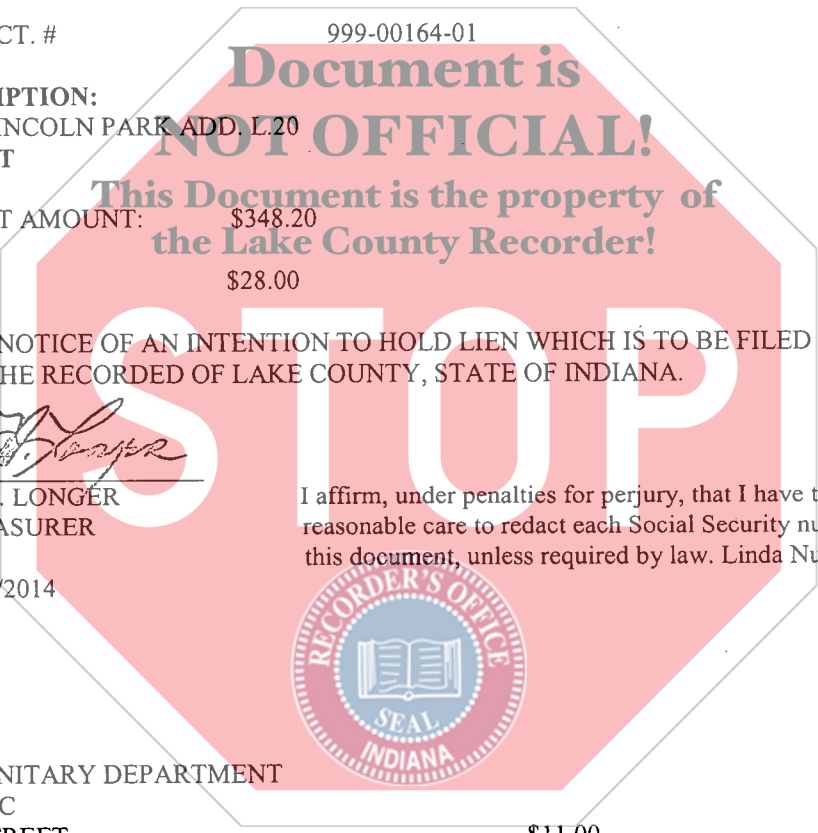 CT. # 999-00164-01
Document is
IPTION:
INCOLN PARK ADD. L.20
NOT OFFICIAL!
T
This Document is the property of
T AMOUNT: $348.20
the Lake County Recorder!
$28.00
NOTICE OF AN INTENTION TO HOLD LIEN WHICH IS TO BE FILED
HE RECORDED OF LAKE COUNTY, STATE OF INDIANA.
STOP
. LONGER
ASURER
I affirm, under penalties for perjury, that I have t
reasonable care to redact each Social Security nu
this document, unless required by law. Linda Nu
/2014
RECORDER'S OFFICE
SEAL
INDIANA
NITARY DEPARTMENT
C
TREET
$11.00